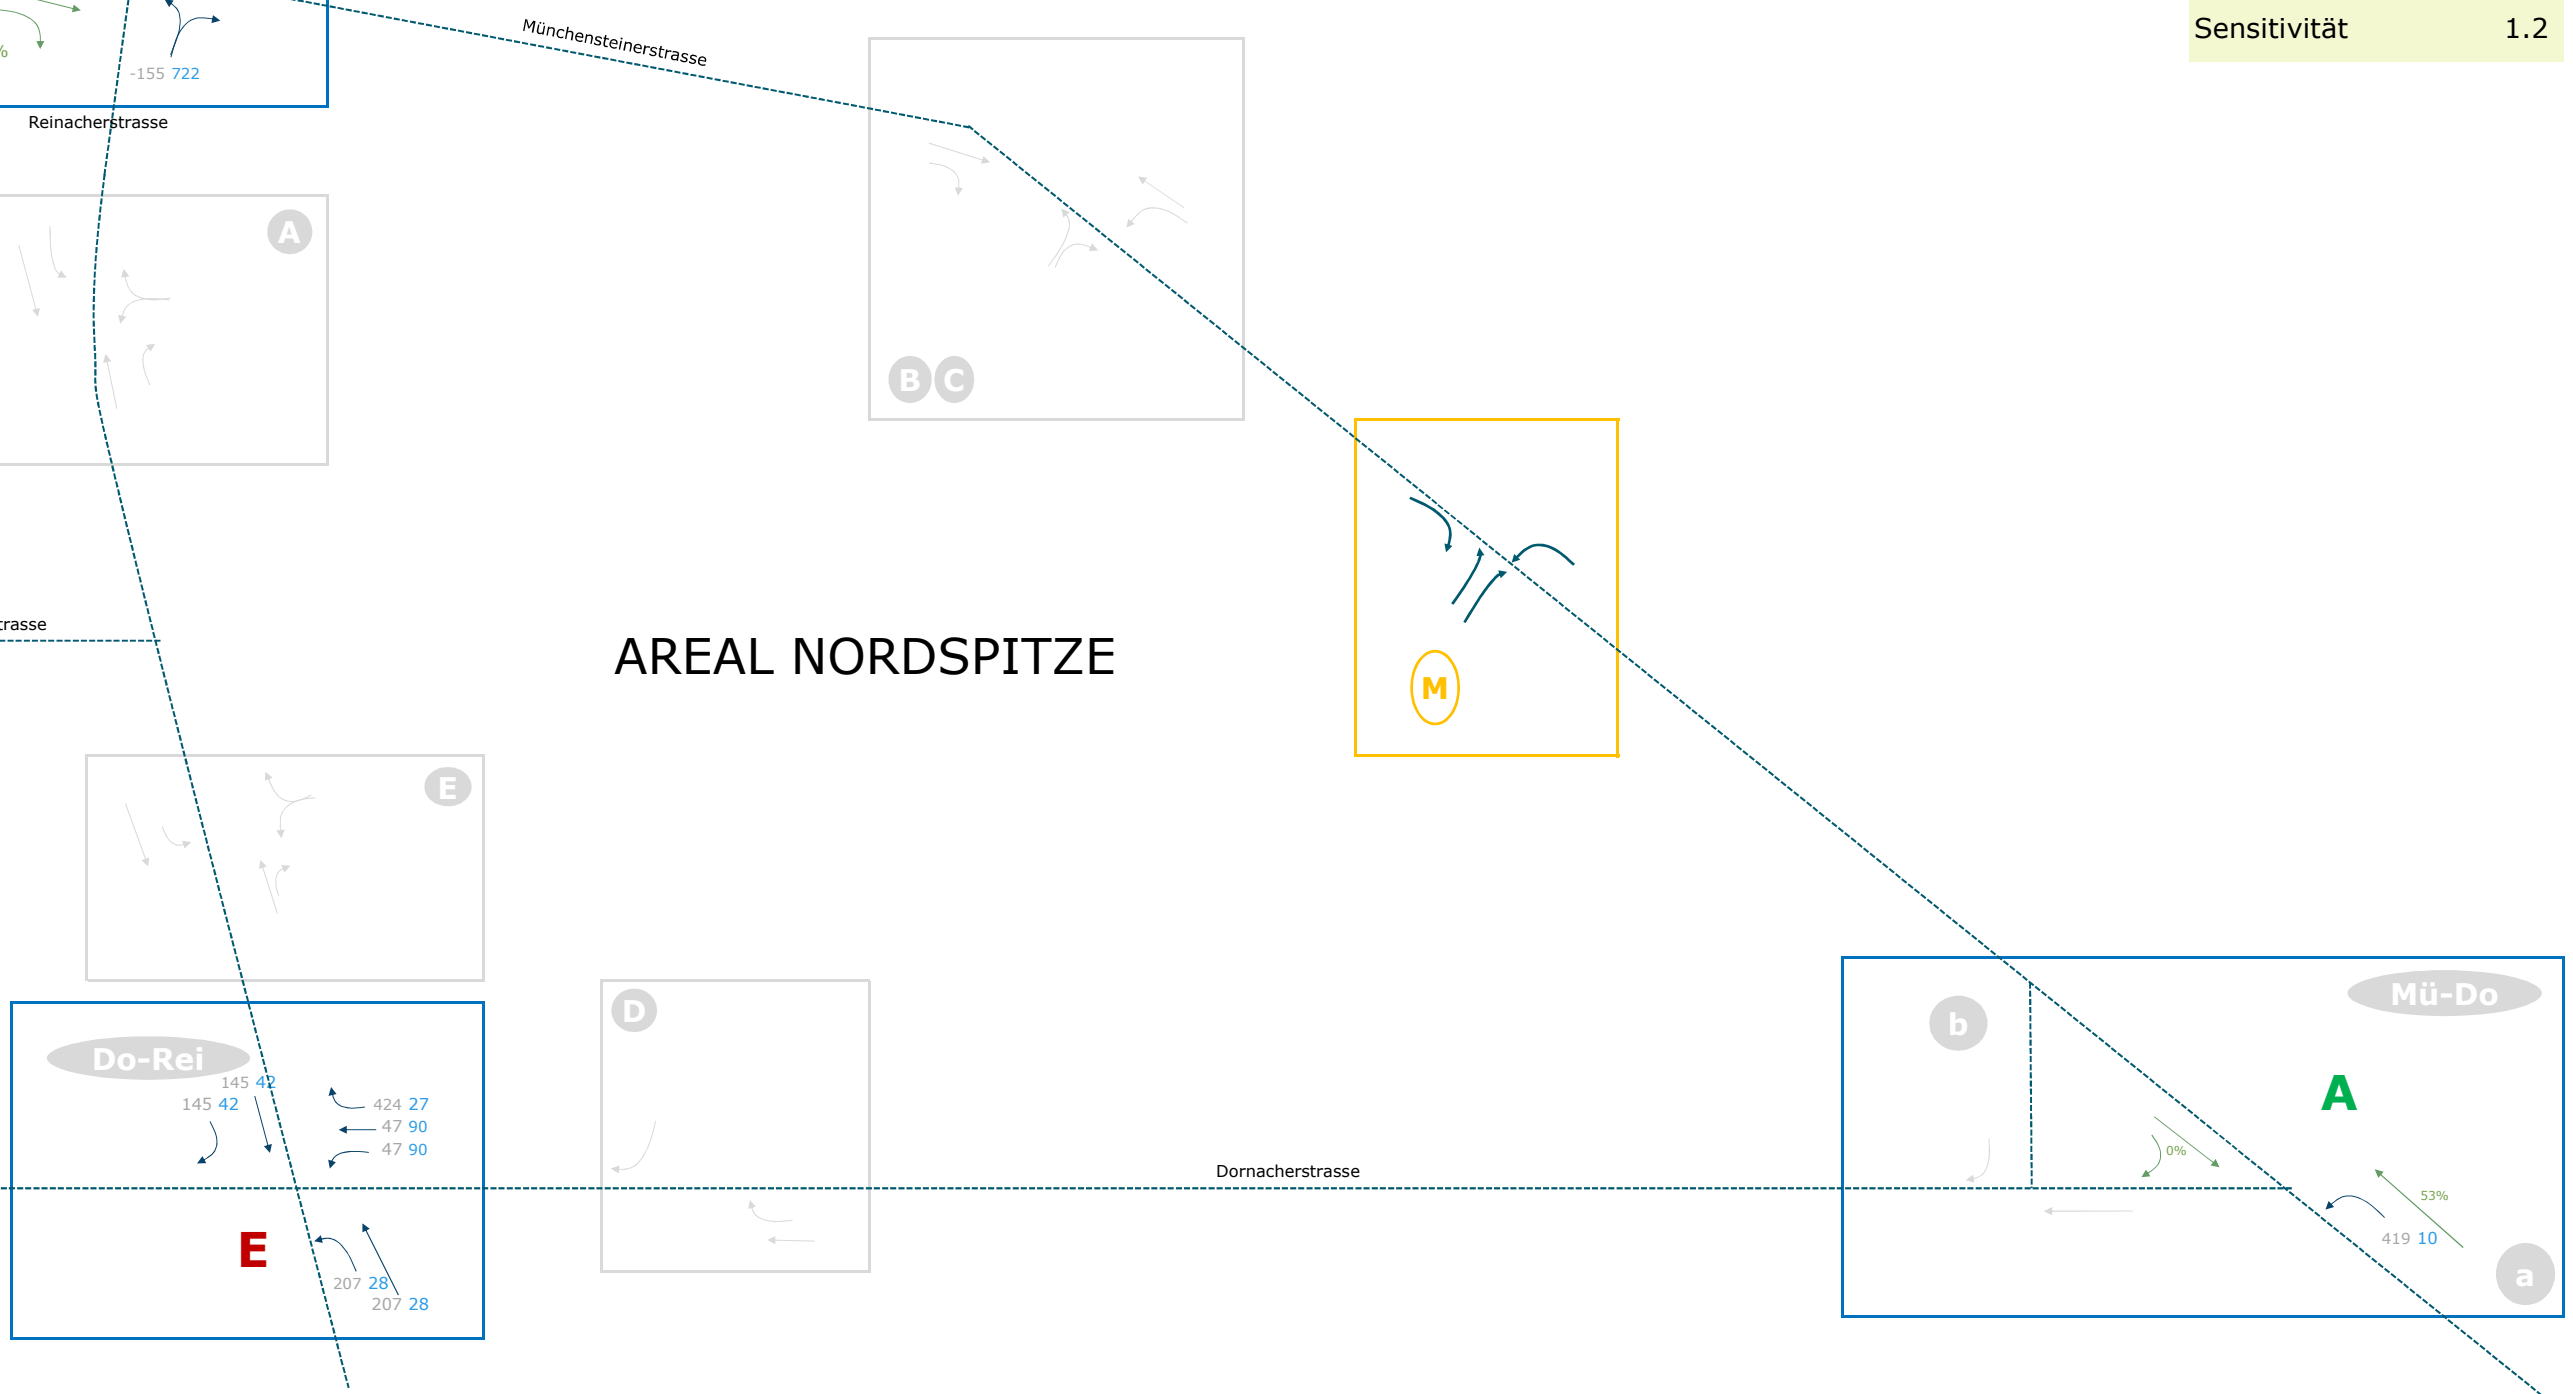 Sensitivität 1.2
Münchensteinerstrasse
%
-155 722
Reinacherstrasse
A
B C
trasse
AREAL NORDSPITZE
M
E
D
Do-Rei
145 42
145 42
424 27
47 90
47 90
E
207 28
207 28
Dornacherstrasse
Mü-Do
b
A
0%
53%
419 10
a